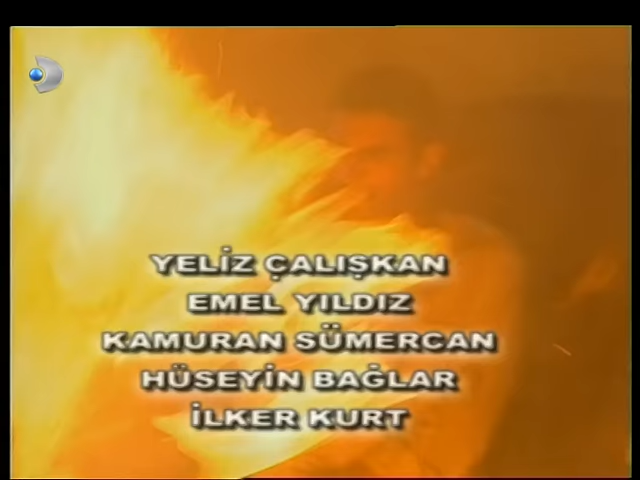 YELİZ ÇALIŞKAN
EMEL YILDIZ
KAMURAN SÜMERCAN
HÜSEYİN BAĞLAR
İLKER KURT